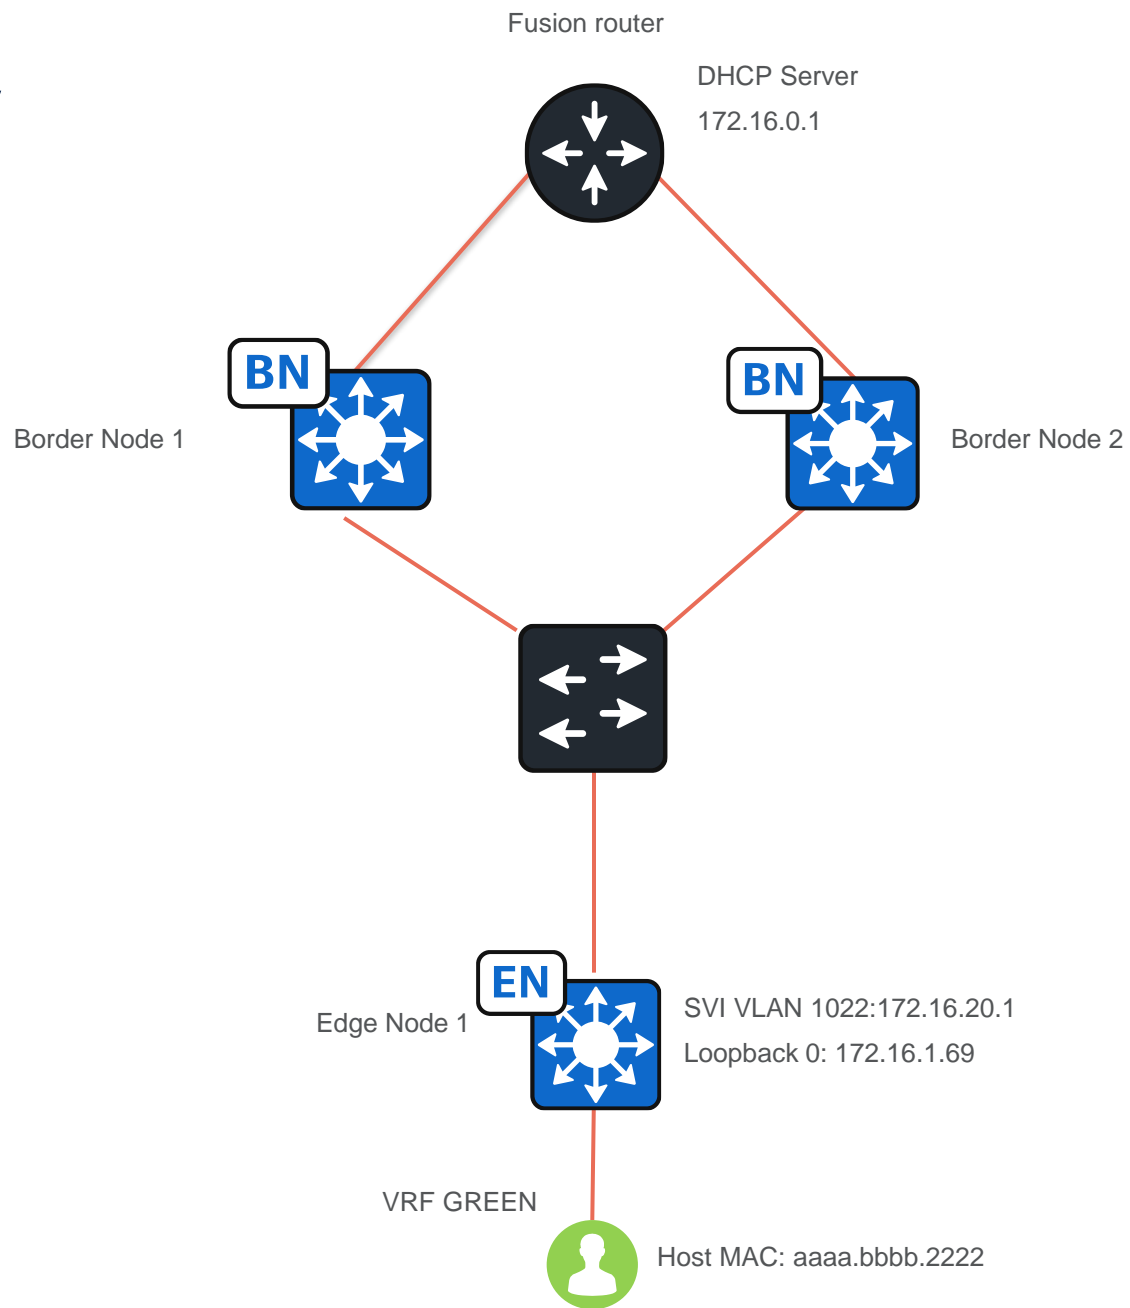 Fusion router
DHCP Server
172.16.0.1
BN
BN
Border Node 1
Border Node 2
EN
Edge Node 1
SVI VLAN 1022:172.16.20.1
Loopback 0: 172.16.1.69
VRF GREEN
Host MAC: aaaa.bbbb.2222